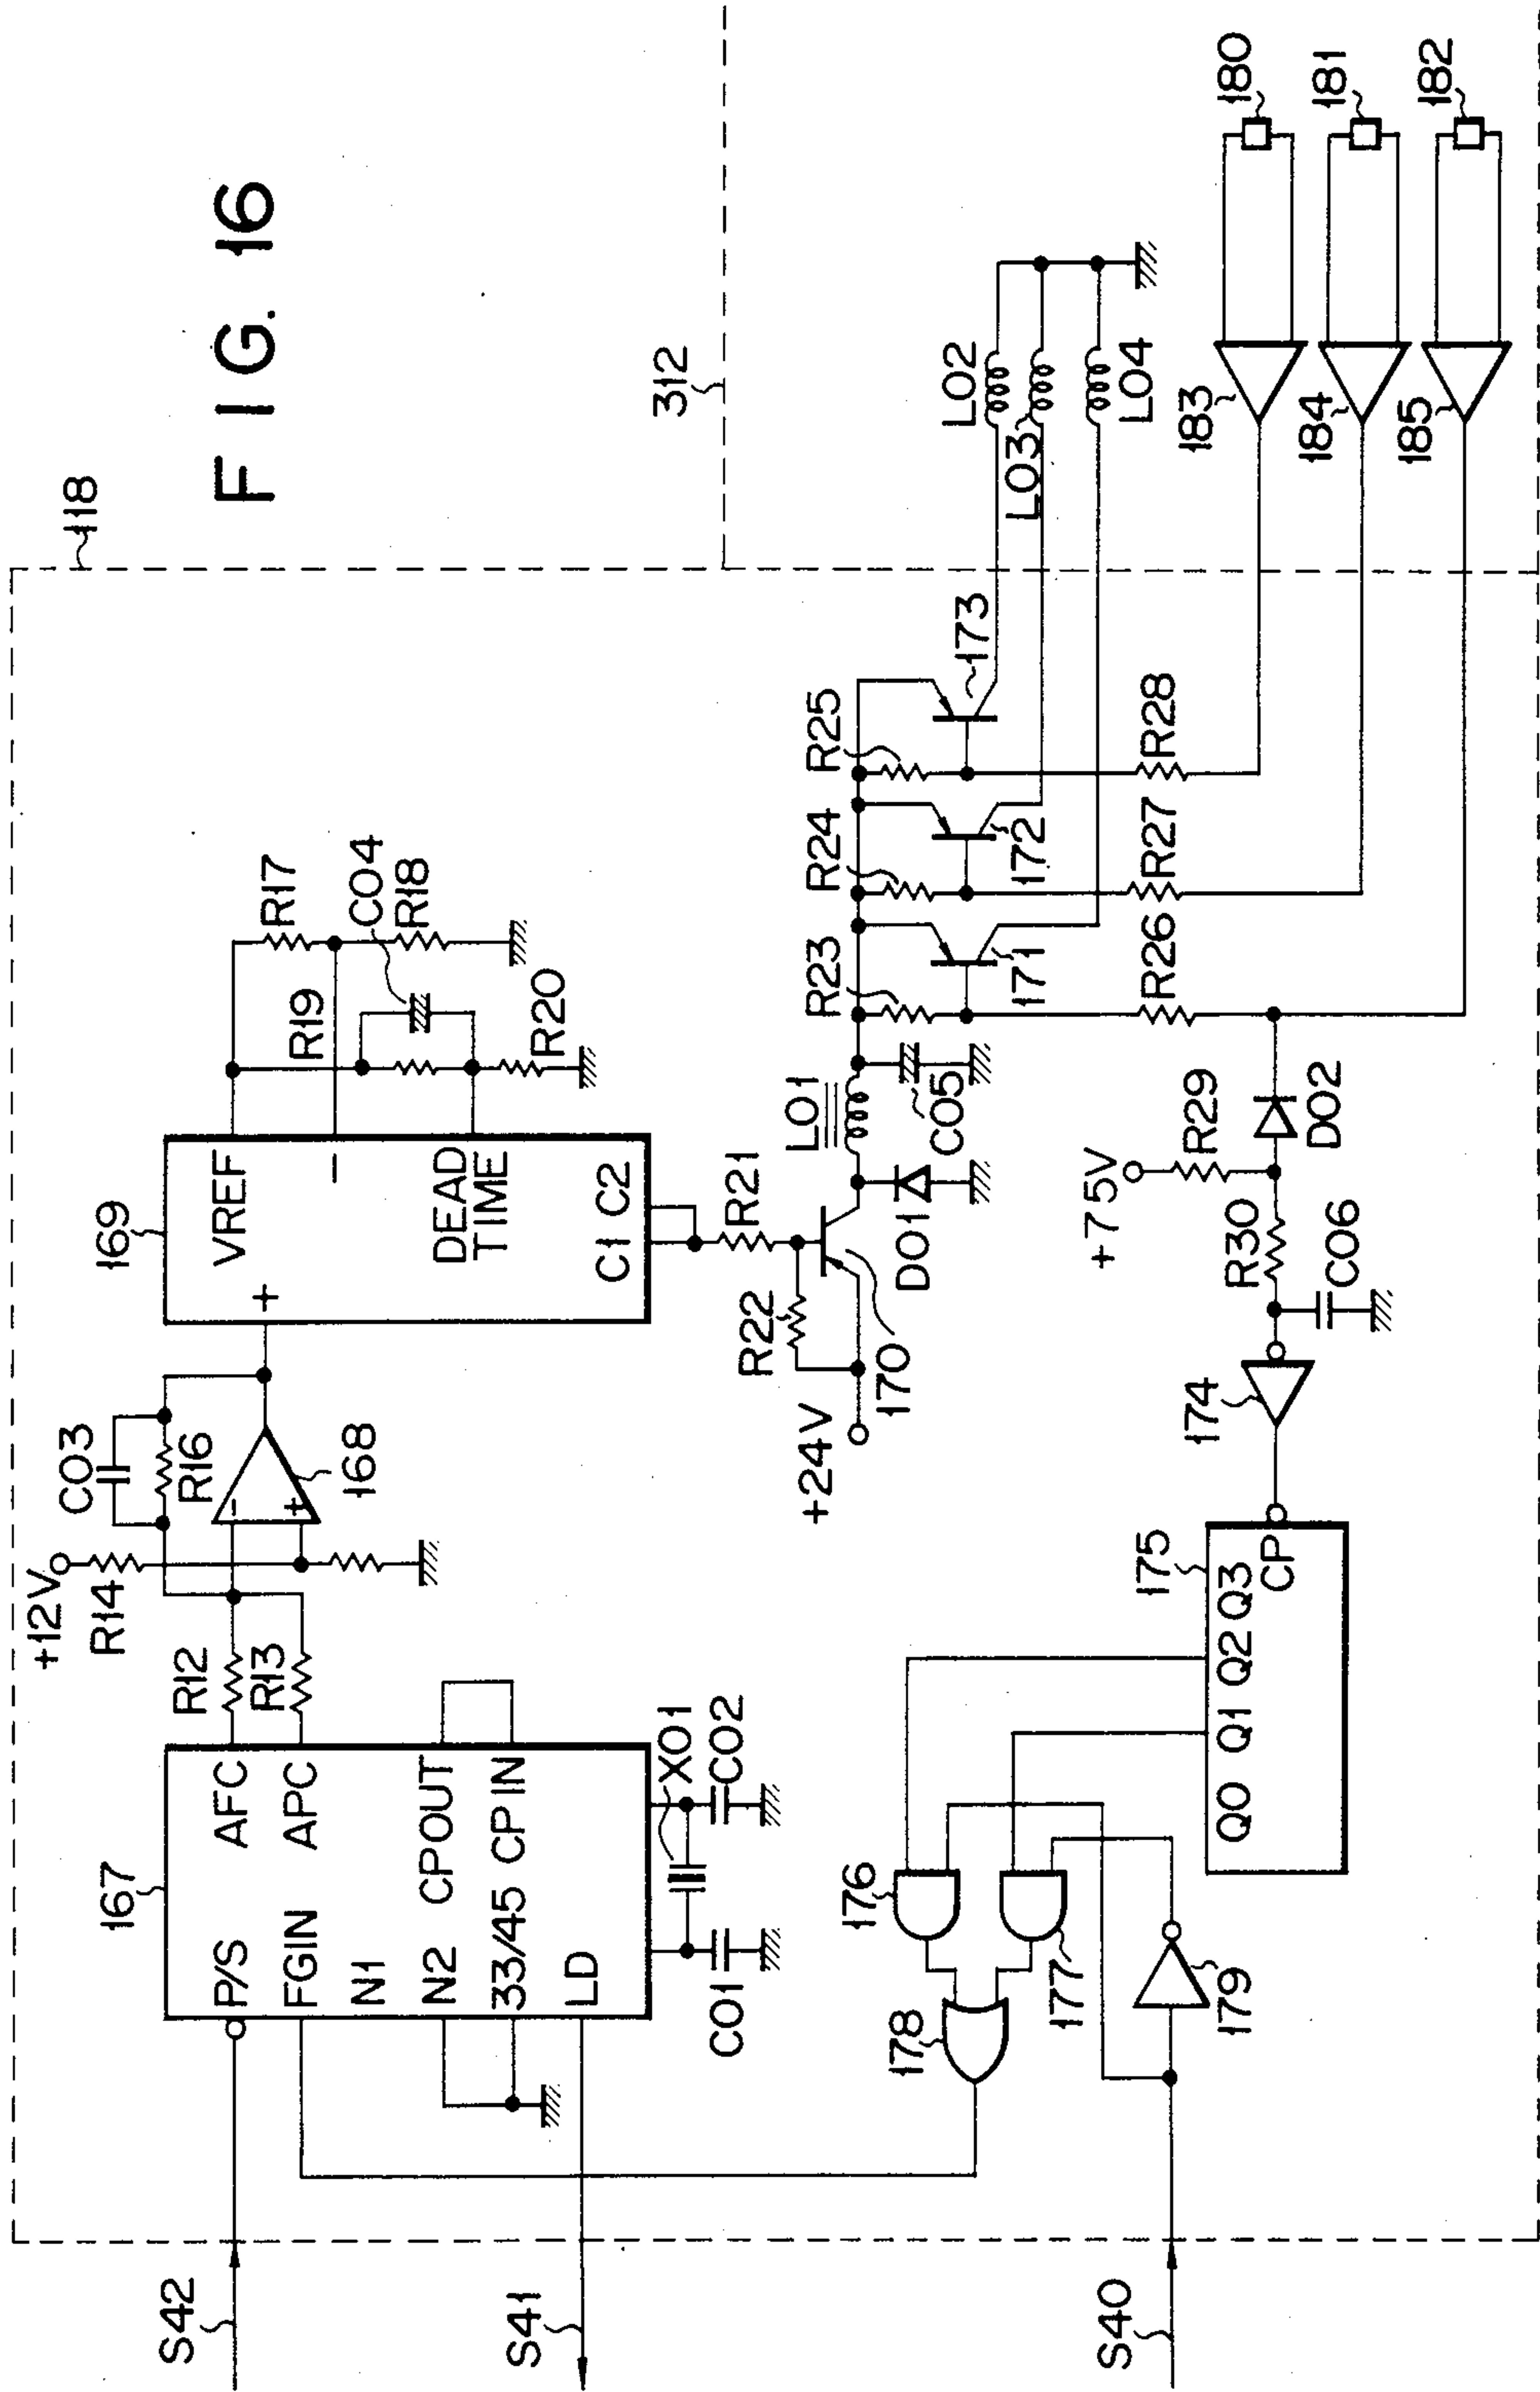 FIG. 16
118
312
S42
S41
S40
167
P/S
AFC
FGIN
APC
N1
N2
CPOUT
33/45
CPIN
LD
C01
X01
C02
R12
R13
+12V
R14
C03
R16
168
-
+
169
+
VREF
-
DEAD
TIME
C1
C2
R17
R18
R19
C04
R20
R21
R22
+24V
170
D01
L01
C05
R23
R24
R25
171
172
173
R26
R27
R28
L02
L03
L04
+75V
R29
R30
C06
D02
174
175
Q0
Q1
Q2
Q3
CP
176
177
178
179
180
181
182
183
184
185